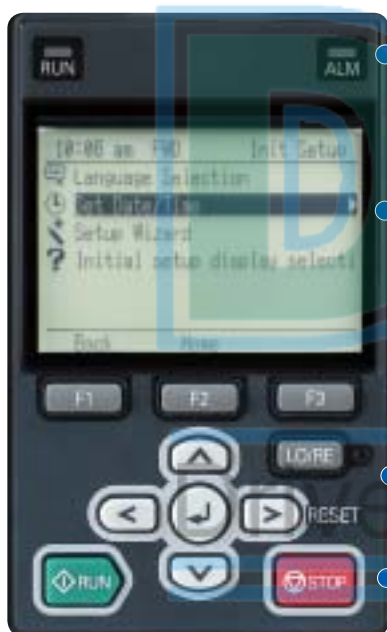 RUN ALM
10:06 am FWD Init Setup
Language Selection
Set Date/Time
Setup Wizard
Initial setup display selecti
Back Home
F1 F2 F3
LO/RE
RESET
RUN STOP